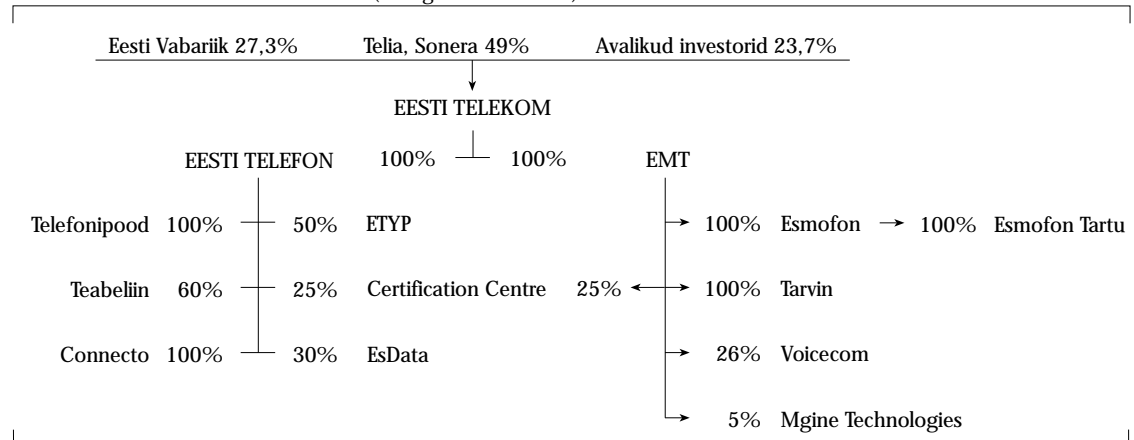 Eesti Vabariik 27,3% Telia, Sonera 49% Avalikud investorid 23,7%
EESTI TELEKOM
EESTI TELEFON 100% 100% EMT
Telefonipood 100% 50% ETYP 100% Esmofon 100% Esmofon Tartu
Teabeliin 60% 25% Certification Centre 25% 100% Tarvin
Connecto 100% 30% EsData 26% Voicecom
5% Mgine Technologies